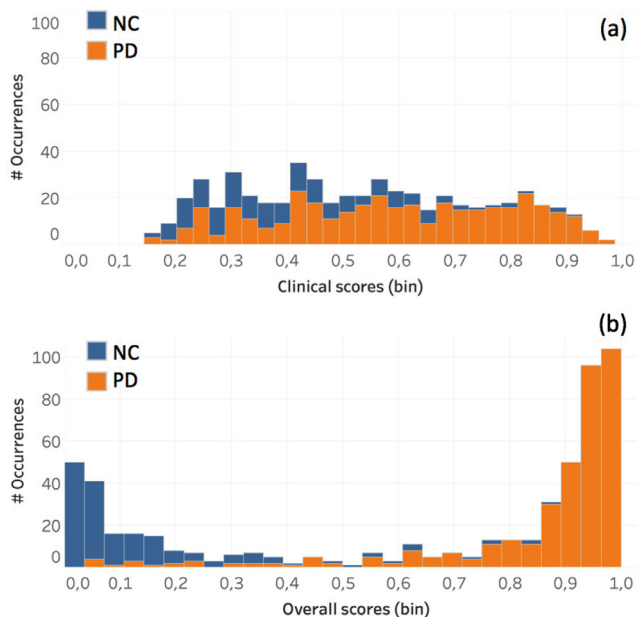 (a)
NC
PD
100
80
60
40
20
0
# Occurrences
0,0 0,1 0,2 0,3 0,4 0,5 0,6 0,7 0,8 0,9 1,0
Clinical scores (bin)
(b)
NC
PD
100
80
60
40
20
0
# Occurrences
0,0 0,1 0,2 0,3 0,4 0,5 0,6 0,7 0,8 0,9 1,0
Overall scores (bin)